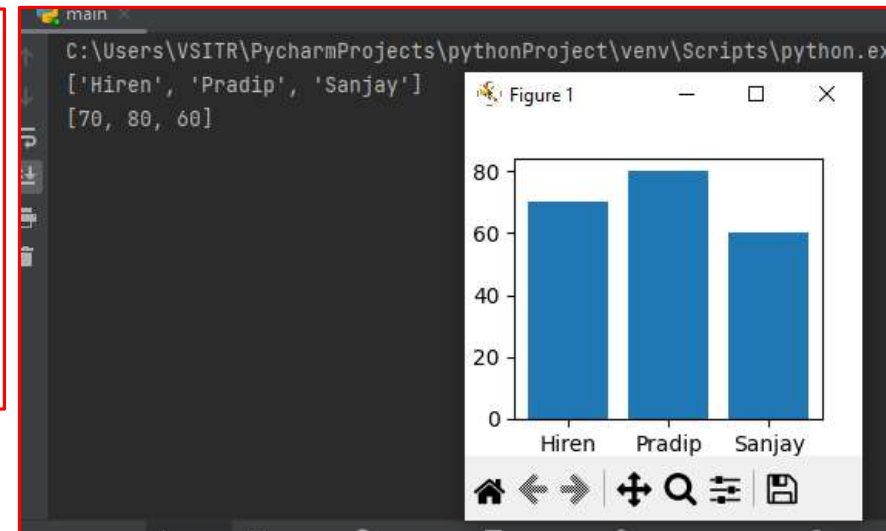 main
C:\Users\VSITR\PycharmProjects\pythonProject\venv\Scripts\python.ex
['Hiren', 'Pradip', 'Sanjay']
[70, 80, 60]
Figure 1
80
60
40
20
0
Hiren Pradip Sanjay